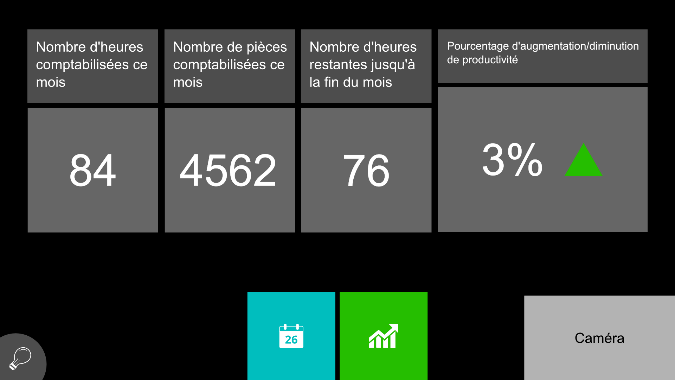 Nombre d'heures
comptabilisées ce
mois
Nombre de pièces
comptabilisées ce
mois
Nombre d'heures
restantes jusqu'à
la fin du mois
Pourcentage d'augmentation/diminution
de productivité
84
4562
76
3%
26
Caméra